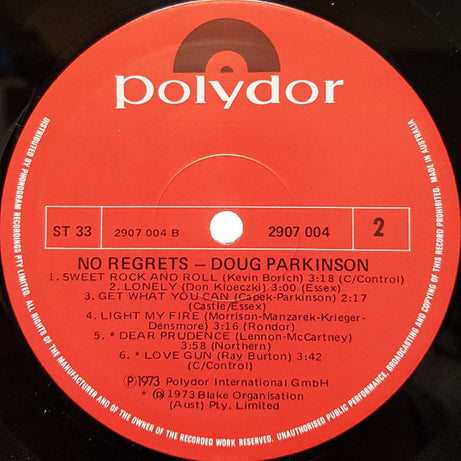 polydor
ST 33
2907 004 B
2907 004
2
NO REGRETS – DOUG PARKINSON
1. SWEET ROCK AND ROLL (Kevin Borich) 3:18 (C/Control)
2. LONELY (Don Kloeczki) 3:00 (Essex)
3. GET WHAT YOU CAN (Capek-Parkinson) 2:17
(Castle/Essex)
4. LIGHT MY FIRE (Morrison-Manzarek-Krieger-
Densmore) 3:16 (Rondor)
5. * DEAR PRUDENCE (Lennon-McCartney)
3:58 (Northern)
6. * LOVE GUN (Ray Burton) 3:42
(C/Control)
Ⓟ1973 Polydor International GmbH
* Ⓟ1973 Blake Organisation
(Aust) Pty. Limited
DISTRIBUTED BY PHONOGRAM RECORDINGS PTY LIMITED. ALL RIGHTS OF THE MANUFACTURER AND OF THE OWNER OF THE RECORDED WORK RESERVED. UNAUTHORISED PUBLIC PERFORMANCE, BROADCASTING AND COPYING OF THIS RECORD PROHIBITED. MADE IN AUSTRALIA